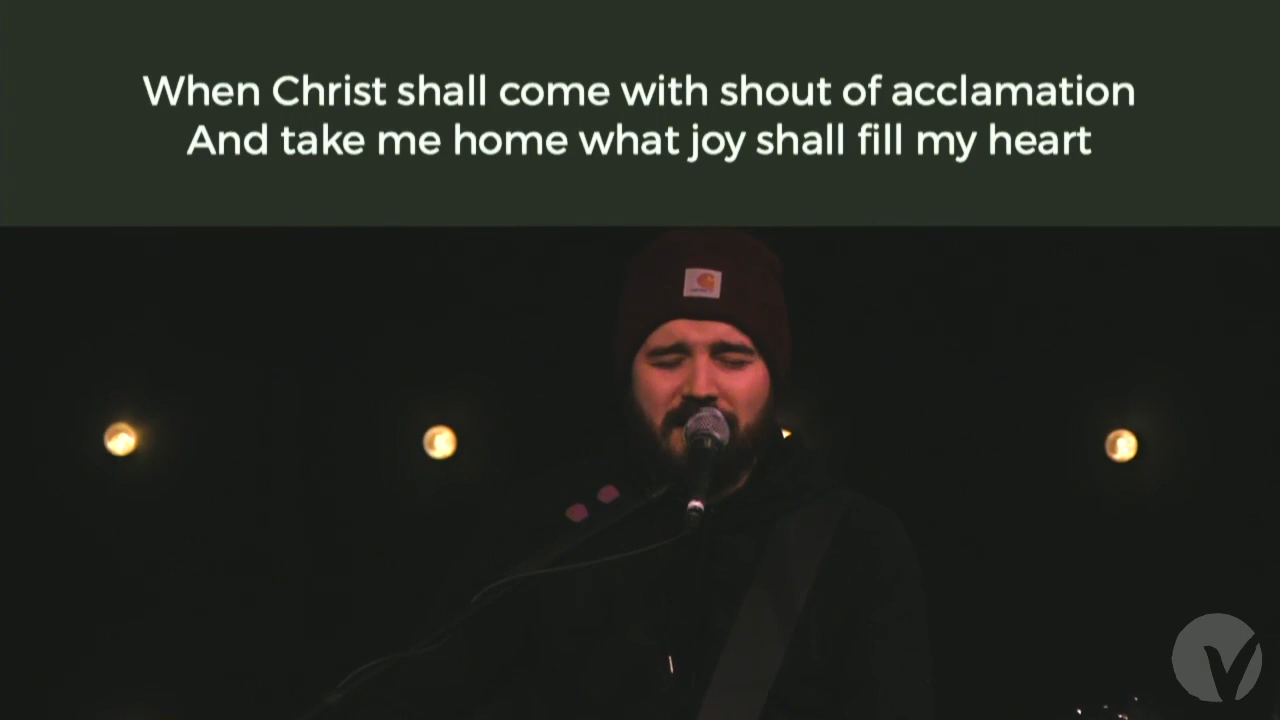 When Christ shall come with shout of acclamation
And take me home what joy shall fill my heart